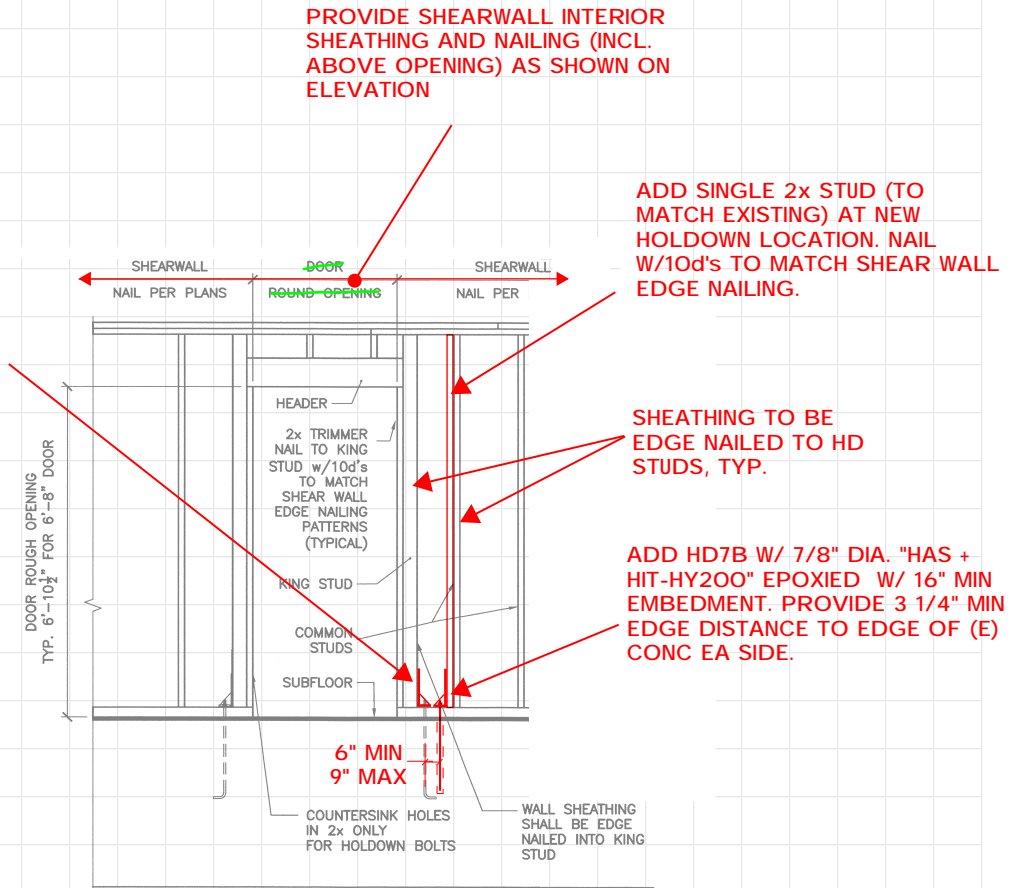 PROVIDE SHEARWALL INTERIOR
SHEATHING AND NAILING (INCL.
ABOVE OPENING) AS SHOWN ON
ELEVATION
ADD SINGLE 2x STUD (TO
MATCH EXISTING) AT NEW
HOLDOWN LOCATION. NAIL
W/10d's TO MATCH SHEAR WALL
EDGE NAILING.
SHEARWALL
NAIL PER PLANS
DOOR
ROUND OPENING
SHEARWALL
NAIL PER
HEADER
2x TRIMMER
NAIL TO KING
STUD w/10d's
TO MATCH
SHEAR WALL
EDGE NAILING
PATTERNS
(TYPICAL)
SHEATHING TO BE
EDGE NAILED TO HD
STUDS, TYP.
DOOR ROUGH OPENING
TYP. 6'-10½" FOR 6'-8" DOOR
KING STUD
COMMON
STUDS
SUBFLOOR
ADD HD7B W/ 7/8" DIA. "HAS +
HIT-HY200" EPOXIED W/ 16" MIN
EMBEDMENT. PROVIDE 3 1/4" MIN
EDGE DISTANCE TO EDGE OF (E)
CONC EA SIDE.
6" MIN
9" MAX
COUNTERSINK HOLES
IN 2x ONLY
FOR HOLDOWN BOLTS
WALL SHEATHING
SHALL BE EDGE
NAILED INTO KING
STUD